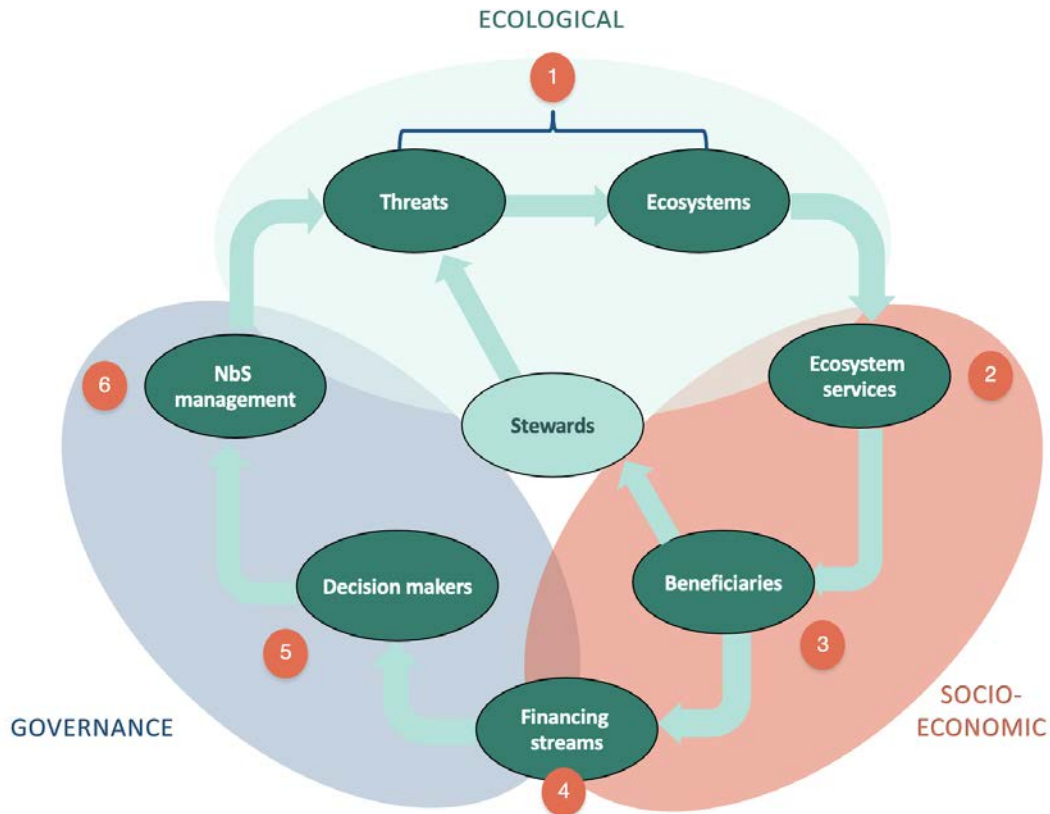 ECOLOGICAL
1
Threats
Ecosystems
6
NbS
management
Ecosystem
services
2
Stewards
Decision makers
Beneficiaries
5
3
GOVERNANCE
Financing
streams
SOCIO-
ECONOMIC
4